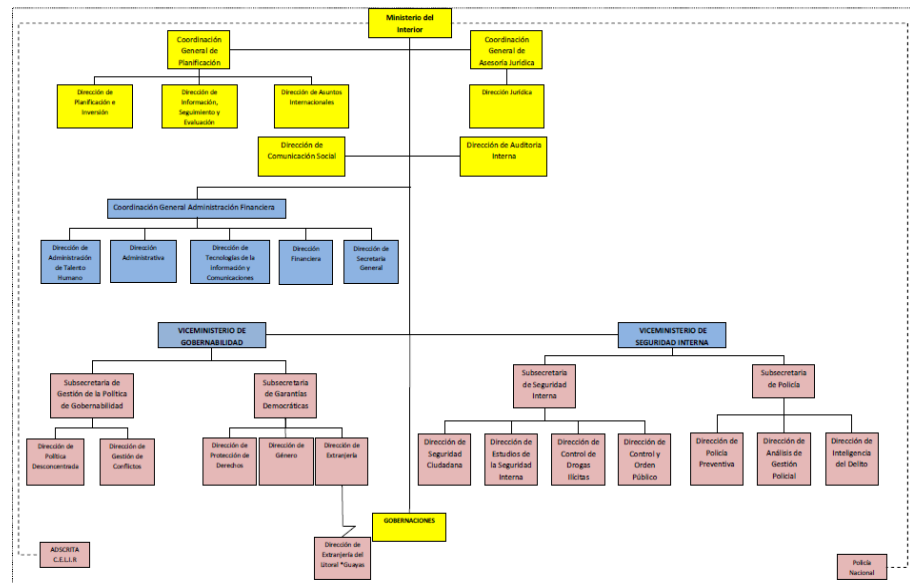 Ministerio del
Interior
Coordinación
General de
Planificación
Coordinación
General de
Asesoría Jurídica
Dirección de
Planificación e
Inversión
Dirección de
Información,
Seguimiento y
Evaluación
Dirección de Asuntos
Internacionales
Dirección Jurídica
Dirección de
Comunicación Social
Dirección de Auditoria
Interna
Coordinación General Administración Financiera
Dirección de
Administración
de Talento
Humano
Dirección
Administrativa
Dirección de
Tecnologías de la
Información y
Comunicaciones
Dirección
Financiera
Dirección de
Secretaría
General
VICEMINISTERIO DE
GOBERNABILIDAD
VICEMINISTERIO DE
SEGURIDAD INTERNA
Subsecretaria de
Gestión de la Política
de Gobernabilidad
Subsecretaria
de Garantías
Democráticas
Subsecretaria
de Seguridad
Interna
Subsecretaria
de Policía
Dirección de
Política
Desconcentrada
Dirección de
Gestión de
Conflictos
Dirección de
Protección de
Derechos
Dirección de
Género
Dirección de
Extranjería
Dirección de
Seguridad
Ciudadana
Dirección de
Estudios de
la Seguridad
Interna
Dirección de
Control de
Drogas
Ilícitas
Dirección de
Control y
Orden
Público
Dirección de
Policía
Preventiva
Dirección de
Análisis de
Gestión
Policial
Dirección de
Inteligencia
del Delito
GOBERNACIONES
Dirección de
Extranjería del
Litoral *Guayas
ADSCRITA
C.E.L.I.R
Policía
Nacional